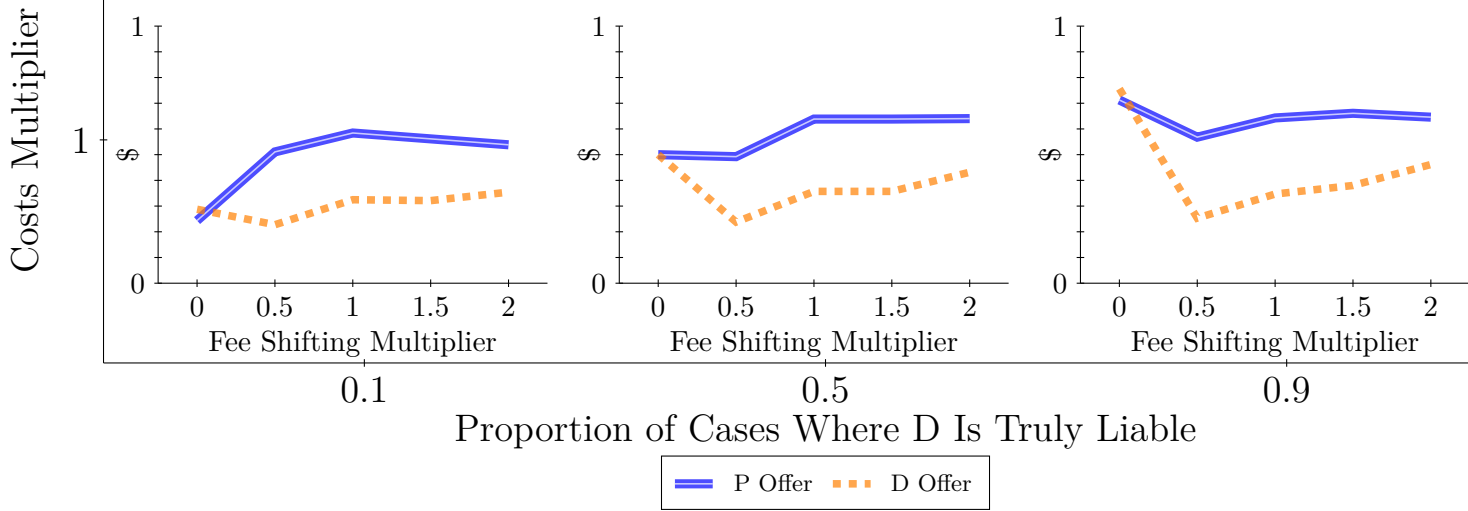 Costs Multiplier
1
1
$
0
0 0.5 1 1.5 2
Fee Shifting Multiplier
1
$
0
0 0.5 1 1.5 2
Fee Shifting Multiplier
1
$
0
0 0.5 1 1.5 2
Fee Shifting Multiplier
0.1 0.5 0.9
Proportion of Cases Where D Is Truly Liable
P Offer D Offer